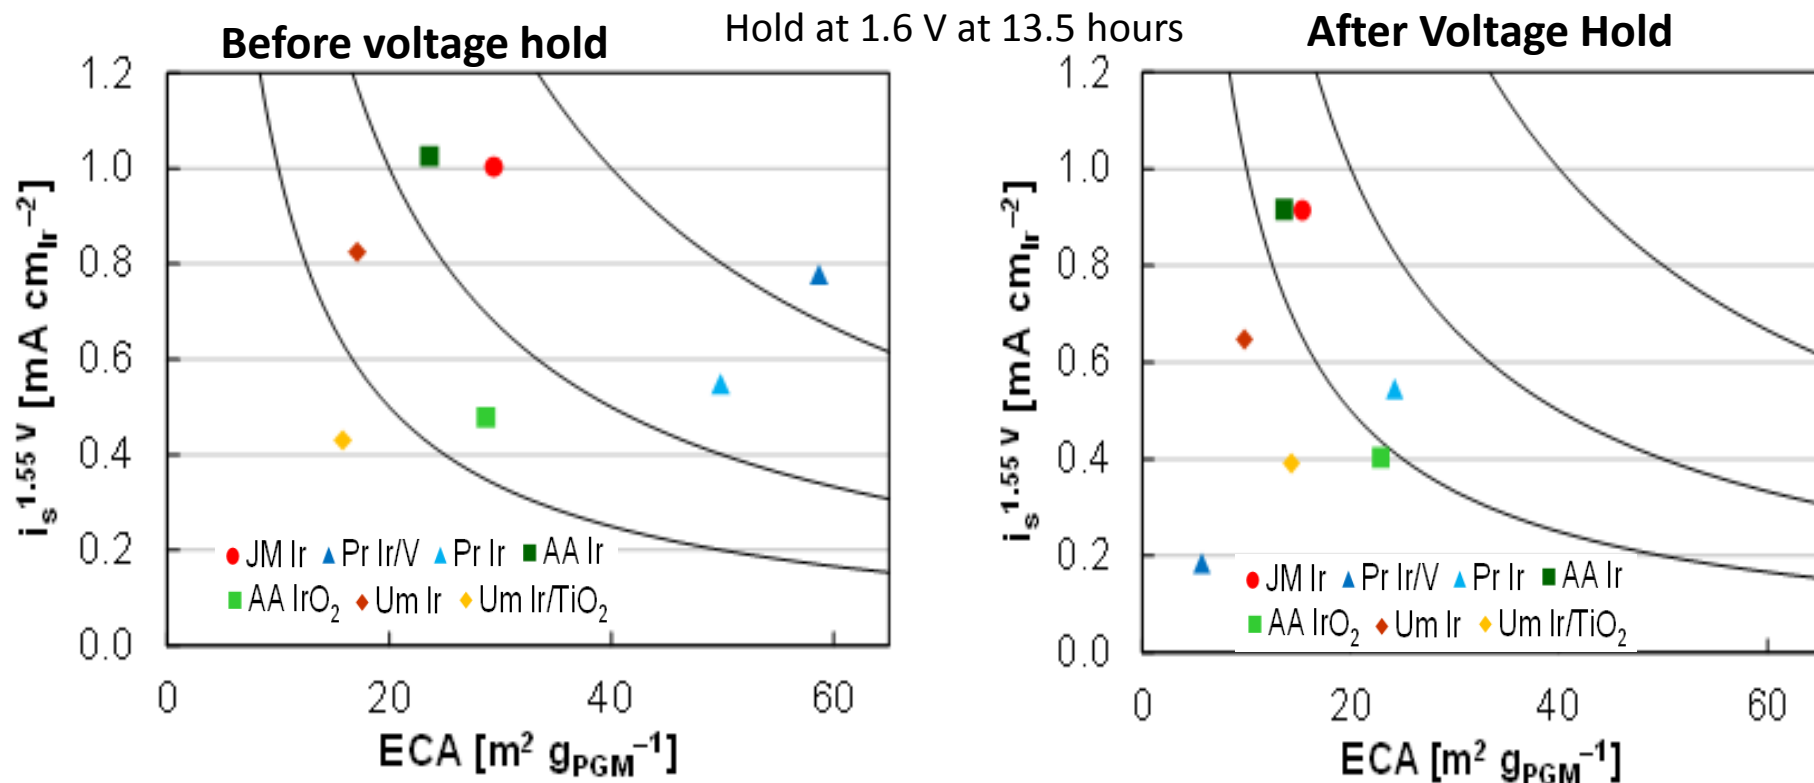 Before voltage hold
Hold at 1.6 V at 13.5 hours
After Voltage Hold
1.2
1.0
0.8
0.6
0.4
0.2
0.0
iₛ¹·⁵⁵ ⱽ [mA cm_Ir⁻²]
JM Ir Pr Ir/V Pr Ir AA Ir
AA IrO₂ Um Ir Um Ir/TiO₂
0 20 40 60
ECA [m² g_PGM⁻¹]
1.2
1.0
0.8
0.6
0.4
0.2
0.0
iₛ¹·⁵⁵ ⱽ [mA cm_Ir⁻²]
JM Ir Pr Ir/V Pr Ir AA Ir
AA IrO₂ Um Ir Um Ir/TiO₂
0 20 40 60
ECA [m² g_PGM⁻¹]